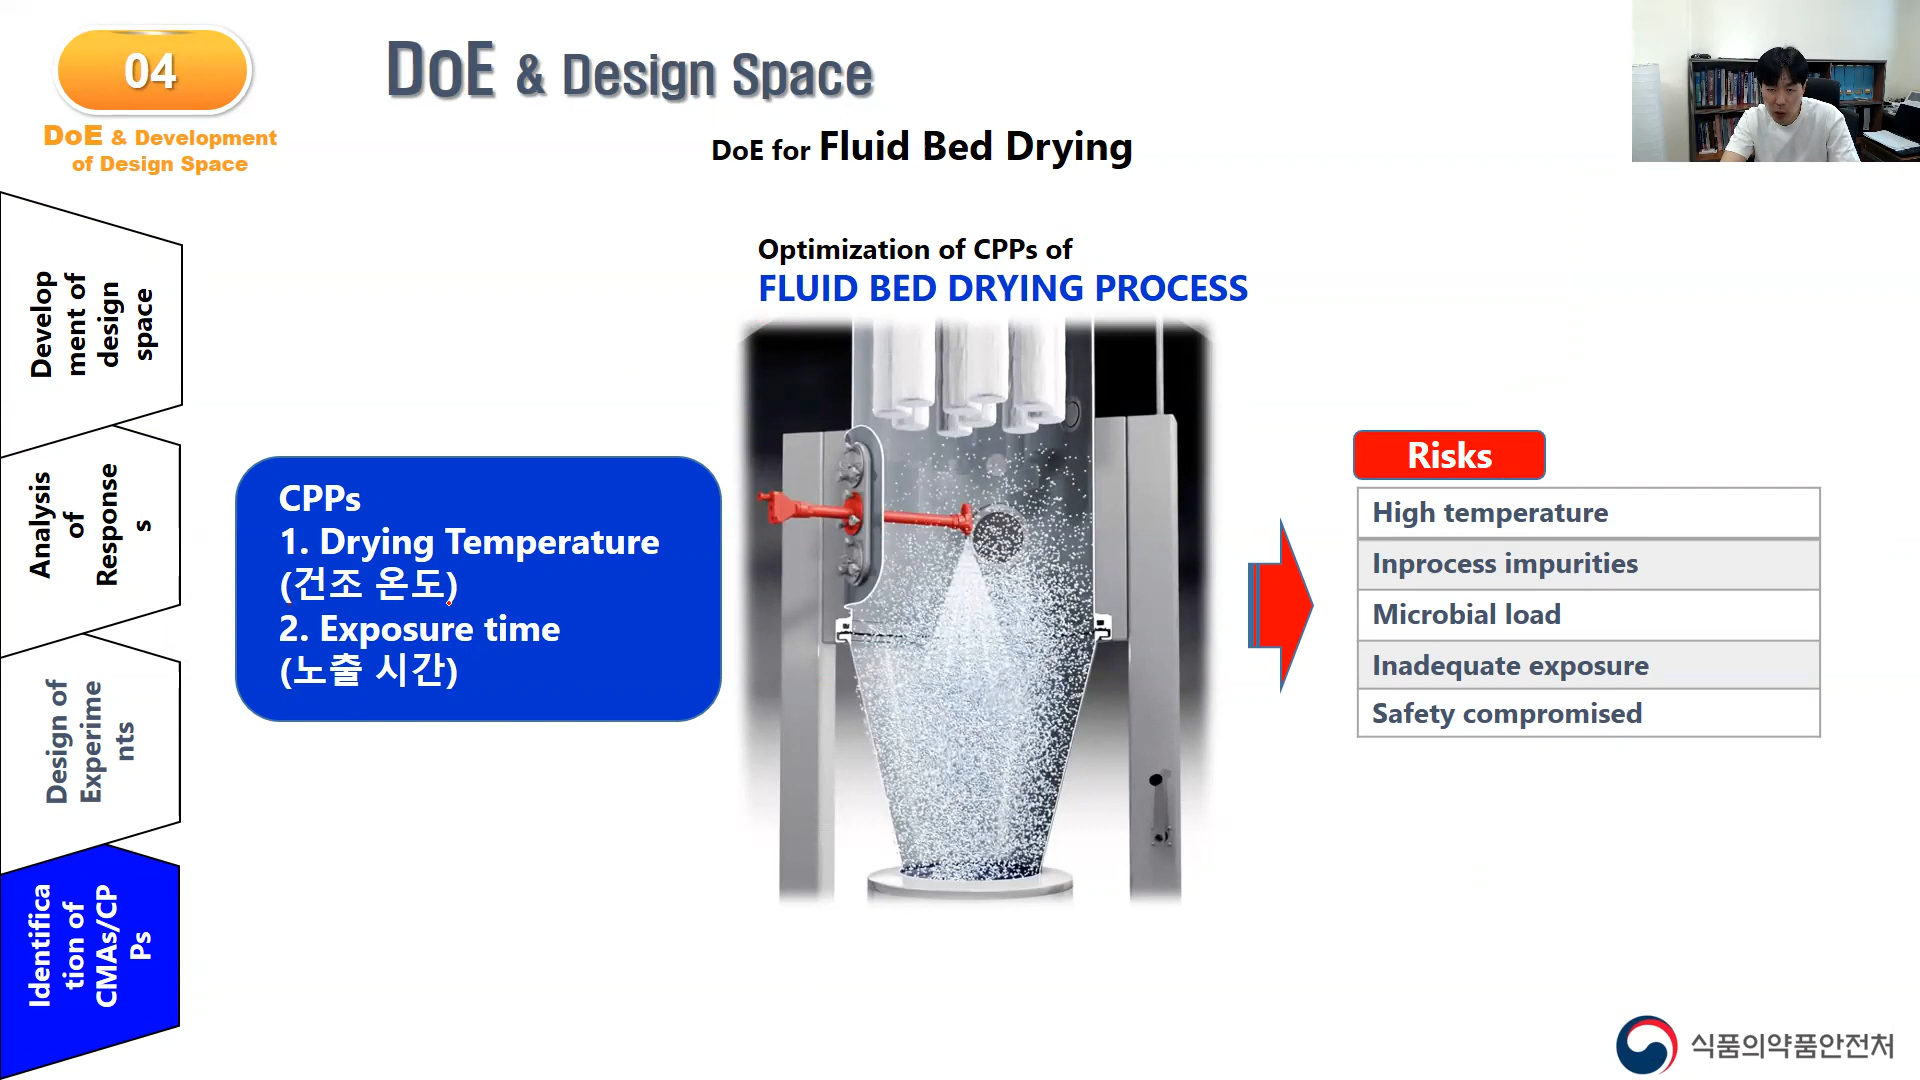 04
DoE & Development
of Design Space
DoE & Design Space
DoE for Fluid Bed Drying
Develop
ment of
design
space
Analysis
of
Response
s
Design of
Experime
nts
Identifica
tion of
CMAs/CP
Ps
Optimization of CPPs of
FLUID BED DRYING PROCESS
CPPs
1. Drying Temperature
(건조 온도)
2. Exposure time
(노출 시간)
Risks
High temperature
Inprocess impurities
Microbial load
Inadequate exposure
Safety compromised
식품의약품안전처